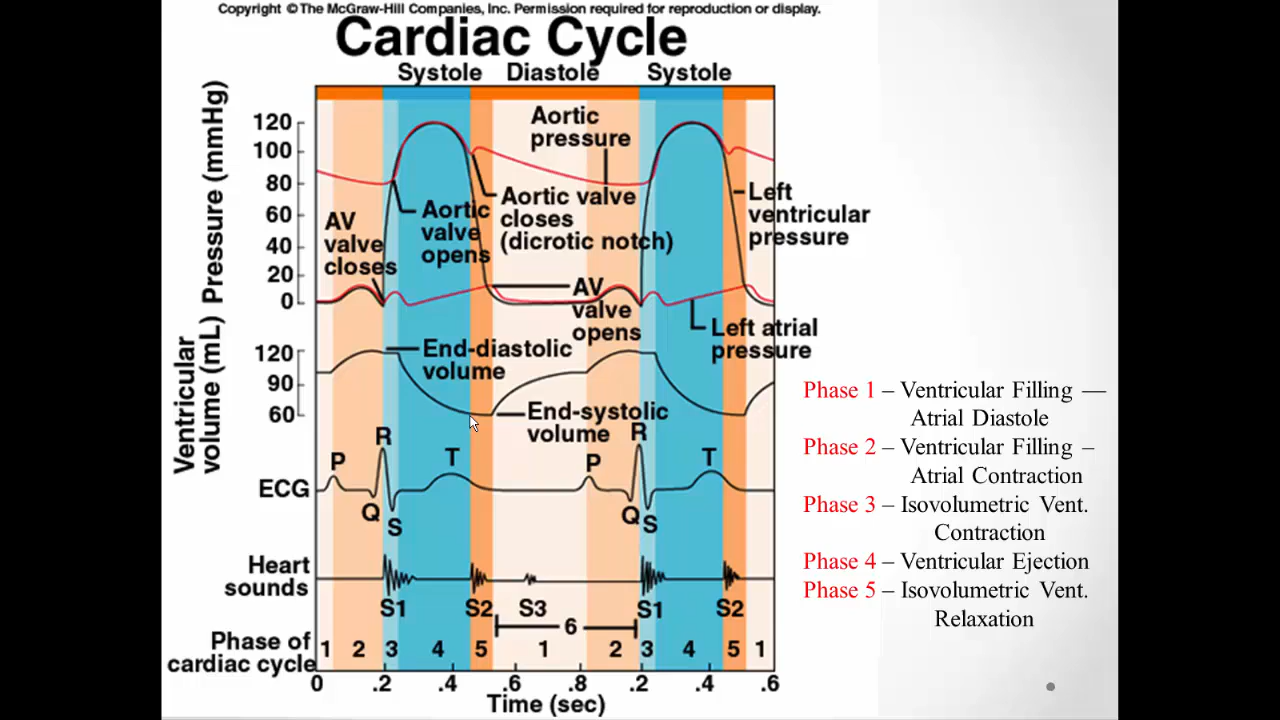 Copyright © The McGraw-Hill Companies, Inc. Permission required for reproduction or display.
Cardiac Cycle
Systole Diastole Systole
Pressure (mmHg)
120
100
80
60
40
20
0
Aortic
pressure
Aortic valve
closes
(dicrotic notch)
Left
ventricular
pressure
AV
valve
closes
Aortic
valve
opens
AV
valve
opens
Left atrial
pressure
Ventricular
volume (mL)
120
90
60
End-diastolic
volume
End-systolic
volume
ECG
P Q R S T P Q R S T
Heart
sounds
S1 S2 S3 S1 S2
6
Phase of
cardiac cycle
1 2 3 4 5 1 2 3 4 5 1
0 .2 .4 .6 .8 .2 .4 .6
Time (sec)
Phase 1 – Ventricular Filling —
Atrial Diastole
Phase 2 – Ventricular Filling –
Atrial Contraction
Phase 3 – Isovolumetric Vent.
Contraction
Phase 4 – Ventricular Ejection
Phase 5 – Isovolumetric Vent.
Relaxation